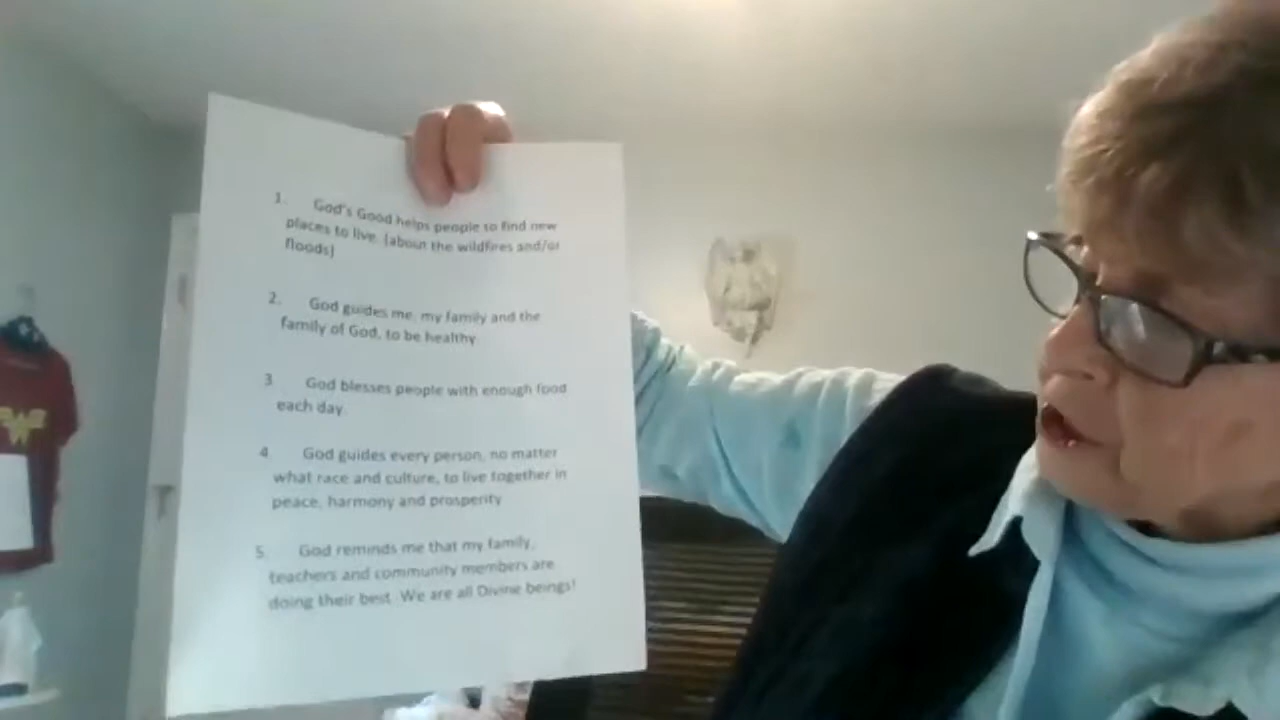 1. God's Good helps people to find new
places to live. (about the wildfires and/or
floods)
2. God guides me, my family and the
family of God, to be healthy.
3. God blesses people with enough food
each day.
4. God guides every person, no matter
what race and culture, to live together in
peace, harmony and prosperity.
5. God reminds me that my family,
teachers and community members are
doing their best. We are all Divine beings!